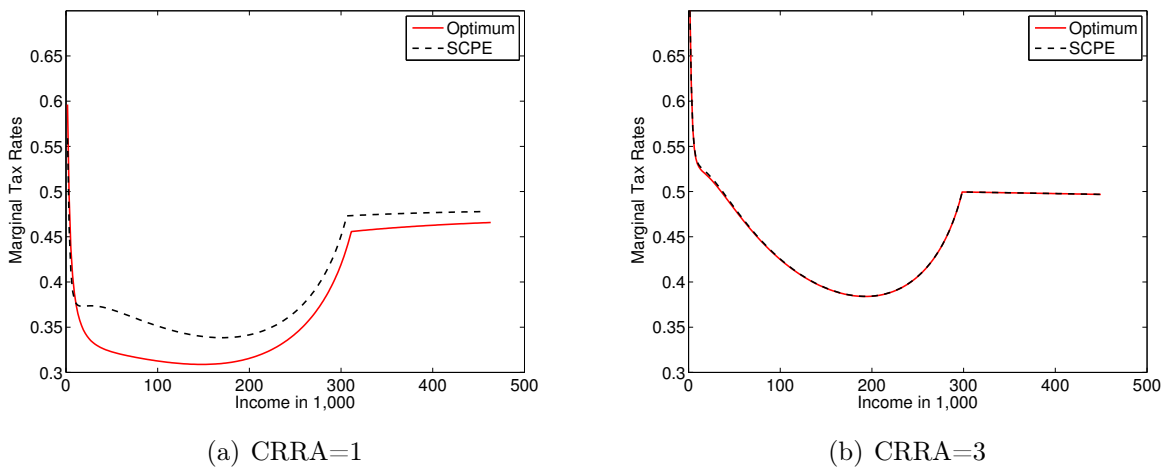 Optimum
SCPE
0.65
0.6
0.55
0.5
0.45
0.4
0.35
0.3
Marginal Tax Rates
0 100 200 300 400 500
Income in 1,000
(a) CRRA=1
Optimum
SCPE
0.65
0.6
0.55
0.5
0.45
0.4
0.35
0.3
Marginal Tax Rates
0 100 200 300 400 500
Income in 1,000
(b) CRRA=3